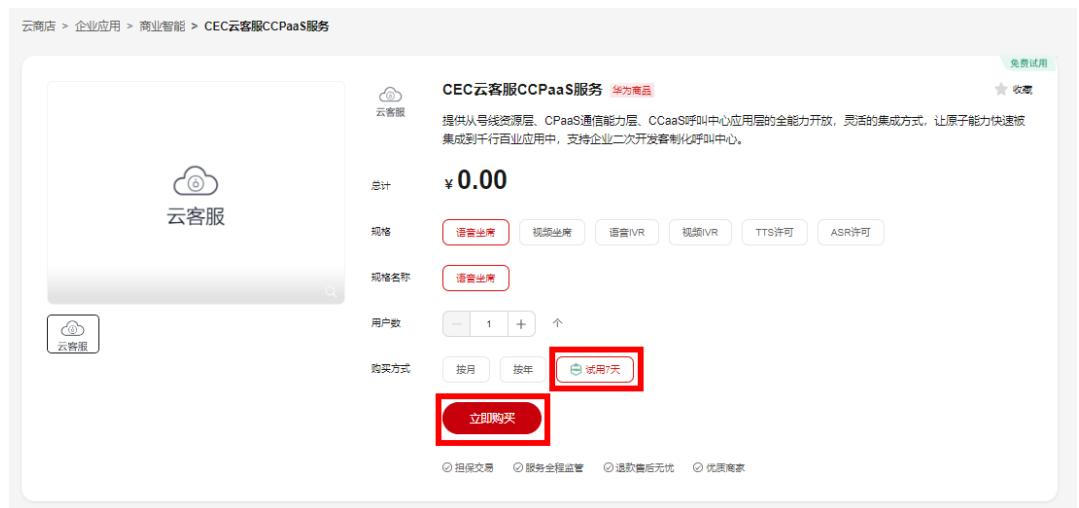 云商店 > 企业应用 > 商业智能 > CEC云客服CCPaaS服务
免费试用
云客服
CEC云客服CCPaaS服务 华为商品
收藏
提供从号线资源层、CPaaS通信能力层、CCaaS呼叫中心应用层的全能力开放，灵活的集成方式，让原子能力快速被
集成到千行百业应用中，支持企业二次开发客制化呼叫中心。
云客服
总计 ¥ 0.00
规格 语音坐席 视频坐席 语音IVR 视频IVR TTS许可 ASR许可
规格名称 语音坐席
云客服
用户数 − 1 + 个
购买方式 按月 按年 试用7天
立即购买
担保交易 服务全程监管 退款售后无忧 优质商家